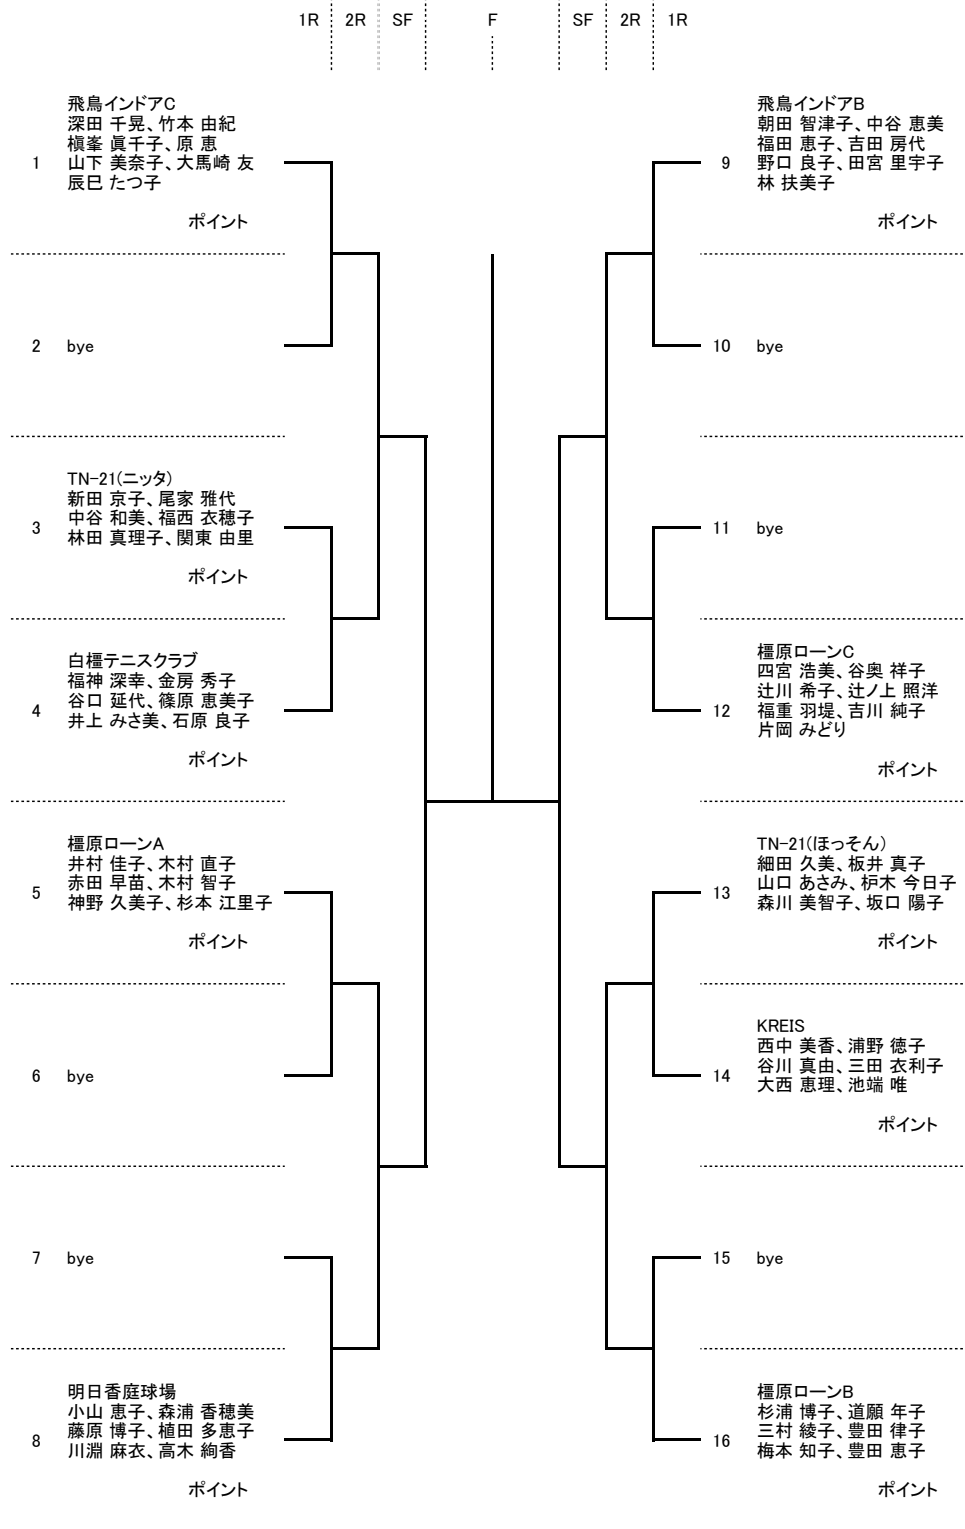 1R 2R SF F SF 2R 1R
飛鳥インドアC
深田 千晃、竹本 由紀
槇峯 眞千子、原 恵
1 山下 美奈子、大馬崎 友
辰巳 たつ子
ポイント
2 bye
TN-21(ニッタ)
新田 京子、尾家 雅代
中谷 和美、福西 衣穂子
3 林田 真理子、関東 由里
ポイント
白橿テニスクラブ
福神 深幸、金房 秀子
谷口 延代、篠原 恵美子
4 井上 みさ美、石原 良子
ポイント
橿原ローンA
井村 佳子、木村 直子
赤田 早苗、木村 智子
5 神野 久美子、杉本 江里子
ポイント
6 bye
7 bye
明日香庭球場
小山 恵子、森浦 香穂美
藤原 博子、植田 多恵子
8 川淵 麻衣、高木 絢香
ポイント
飛鳥インドアB
朝田 智津子、中谷 恵美
福田 恵子、吉田 房代
9 野口 良子、田宮 里宇子
林 扶美子
ポイント
10 bye
11 bye
橿原ローンC
四宮 浩美、谷奥 祥子
辻川 希子、辻ノ上 照洋
12 福重 羽堤、吉川 純子
片岡 みどり
ポイント
TN-21(ほっそん)
細田 久美、板井 真子
山口 あさみ、枦木 今日子
13 森川 美智子、坂口 陽子
ポイント
KREIS
西中 美香、浦野 徳子
谷川 真由、三田 衣利子
14 大西 恵理、池端 唯
ポイント
15 bye
橿原ローンB
杉浦 博子、道願 年子
三村 綾子、豊田 律子
16 梅本 知子、豊田 恵子
ポイント